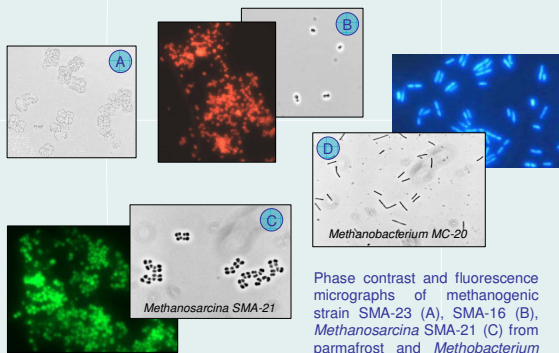 A
B
D
Methanobacterium MC-20
C
Methanosarcina SMA-21
Phase contrast and fluorescence
micrographs of methanogenic
strain SMA-23 (A), SMA-16 (B),
Methanosarcina SMA-21 (C) from
parmafrost and Methobacterium